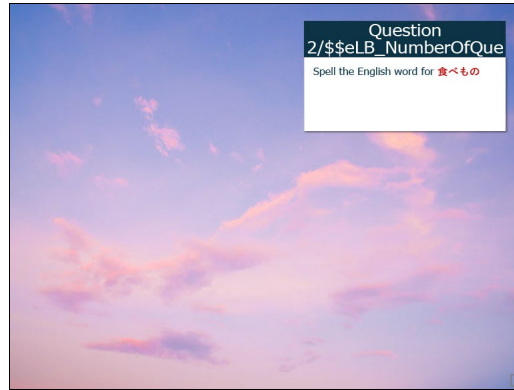 Question
2/$$eLB_NumberOfQue
Spell the English word for 食べもの